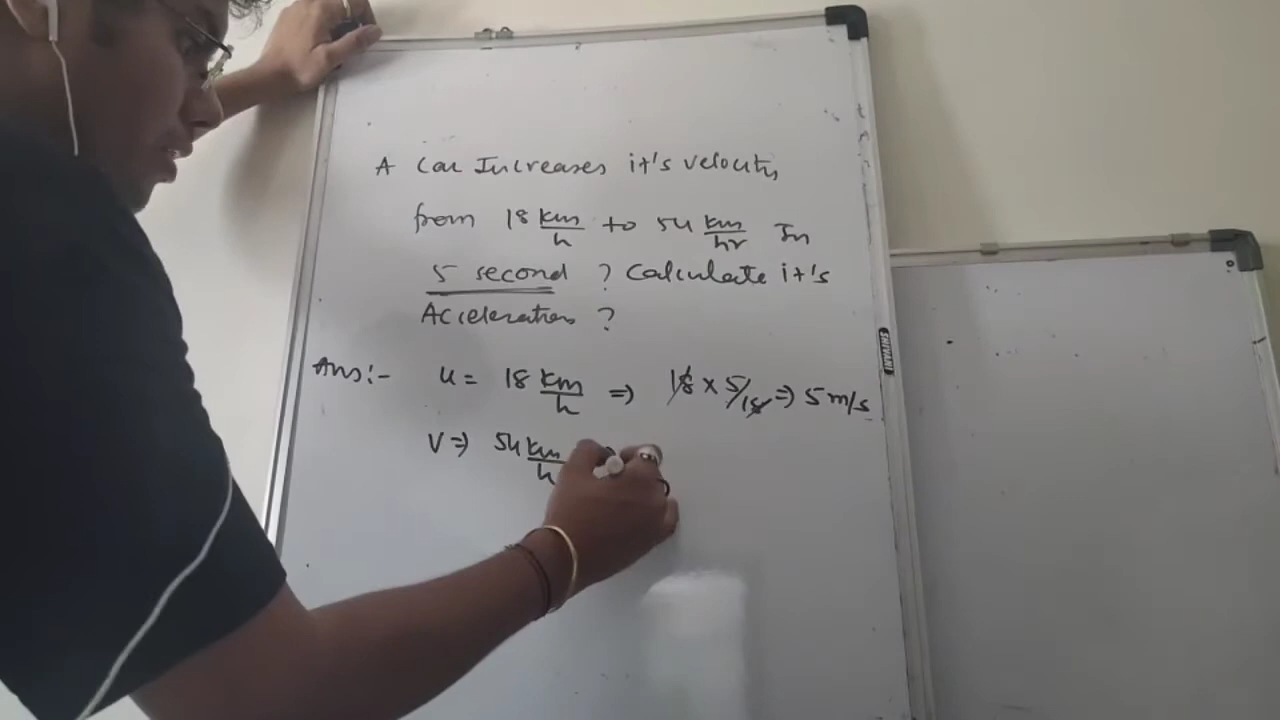 A Car Increases it's velocity
from 18 km/h to 54 km/hr In
5 second ? Calculate it's
Acceleration ?
Ans:- u = 18 km/h => 18 x 5/18 => 5 m/s
V => 54 km/h
SHIVANI